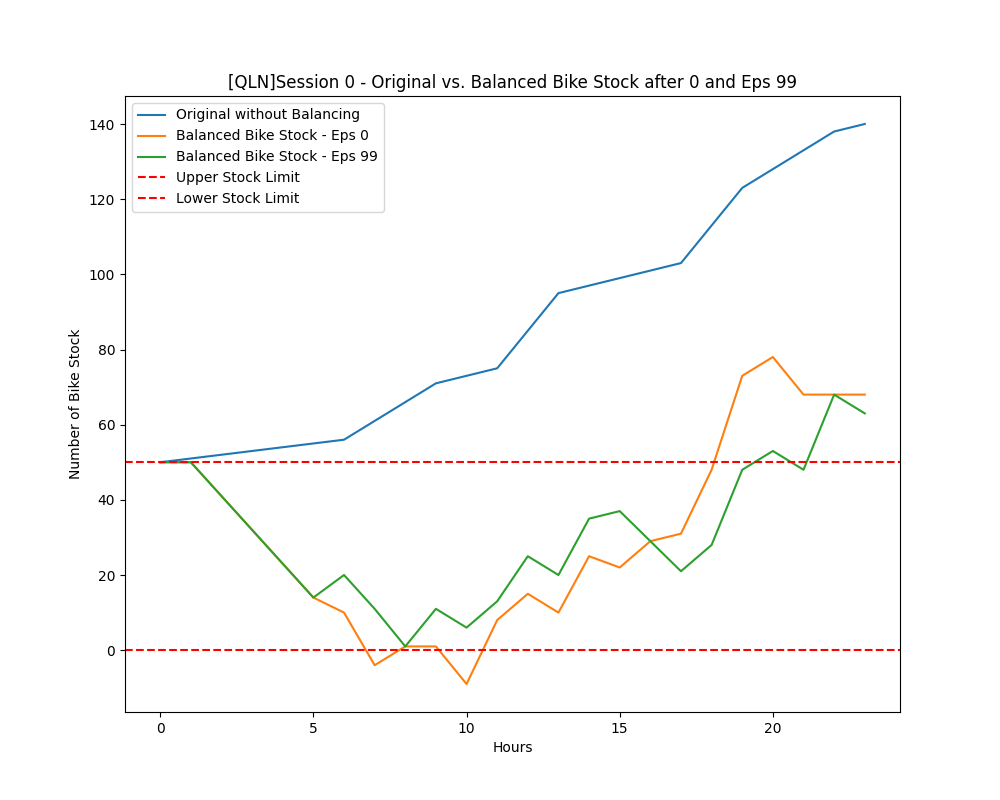 [QLN]Session 0 - Original vs. Balanced Bike Stock after 0 and Eps 99
Original without Balancing
Balanced Bike Stock - Eps 0
Balanced Bike Stock - Eps 99
Upper Stock Limit
Lower Stock Limit
140
120
100
80
60
40
20
0
Number of Bike Stock
0 5 10 15 20
Hours